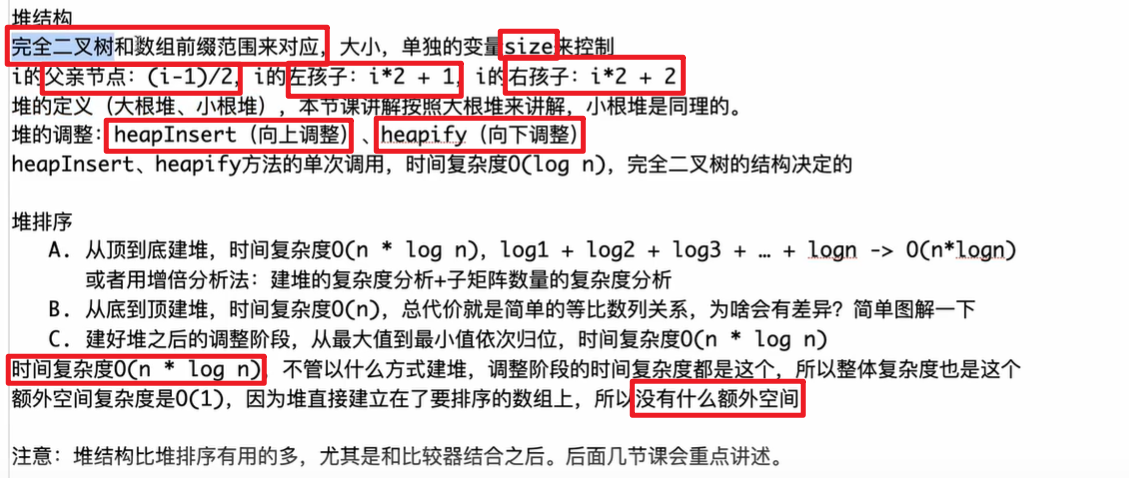 堆结构
完全二叉树和数组前缀范围来对应，大小，单独的变量size来控制
i的父亲节点：(i-1)/2，i的左孩子：i*2 + 1，i的右孩子：i*2 + 2
堆的定义（大根堆、小根堆），本节课讲解按照大根堆来讲解，小根堆是同理的。
堆的调整：heapInsert（向上调整）、heapify（向下调整）
heapInsert、heapify方法的单次调用，时间复杂度O(log n)，完全二叉树的结构决定的
堆排序
A. 从顶到底建堆，时间复杂度O(n * log n)，log1 + log2 + log3 + … + logn -> O(n*logn)
或者用增倍分析法：建堆的复杂度分析+子矩阵数量的复杂度分析
B. 从底到顶建堆，时间复杂度O(n)，总代价就是简单的等比数列关系，为啥会有差异？简单图解一下
C. 建好堆之后的调整阶段，从最大值到最小值依次归位，时间复杂度O(n * log n)
时间复杂度O(n * log n)，不管以什么方式建堆，调整阶段的时间复杂度都是这个，所以整体复杂度也是这个
额外空间复杂度是O(1)，因为堆直接建立在了要排序的数组上，所以没有什么额外空间
注意：堆结构比堆排序有用的多，尤其是和比较器结合之后。后面几节课会重点讲述。